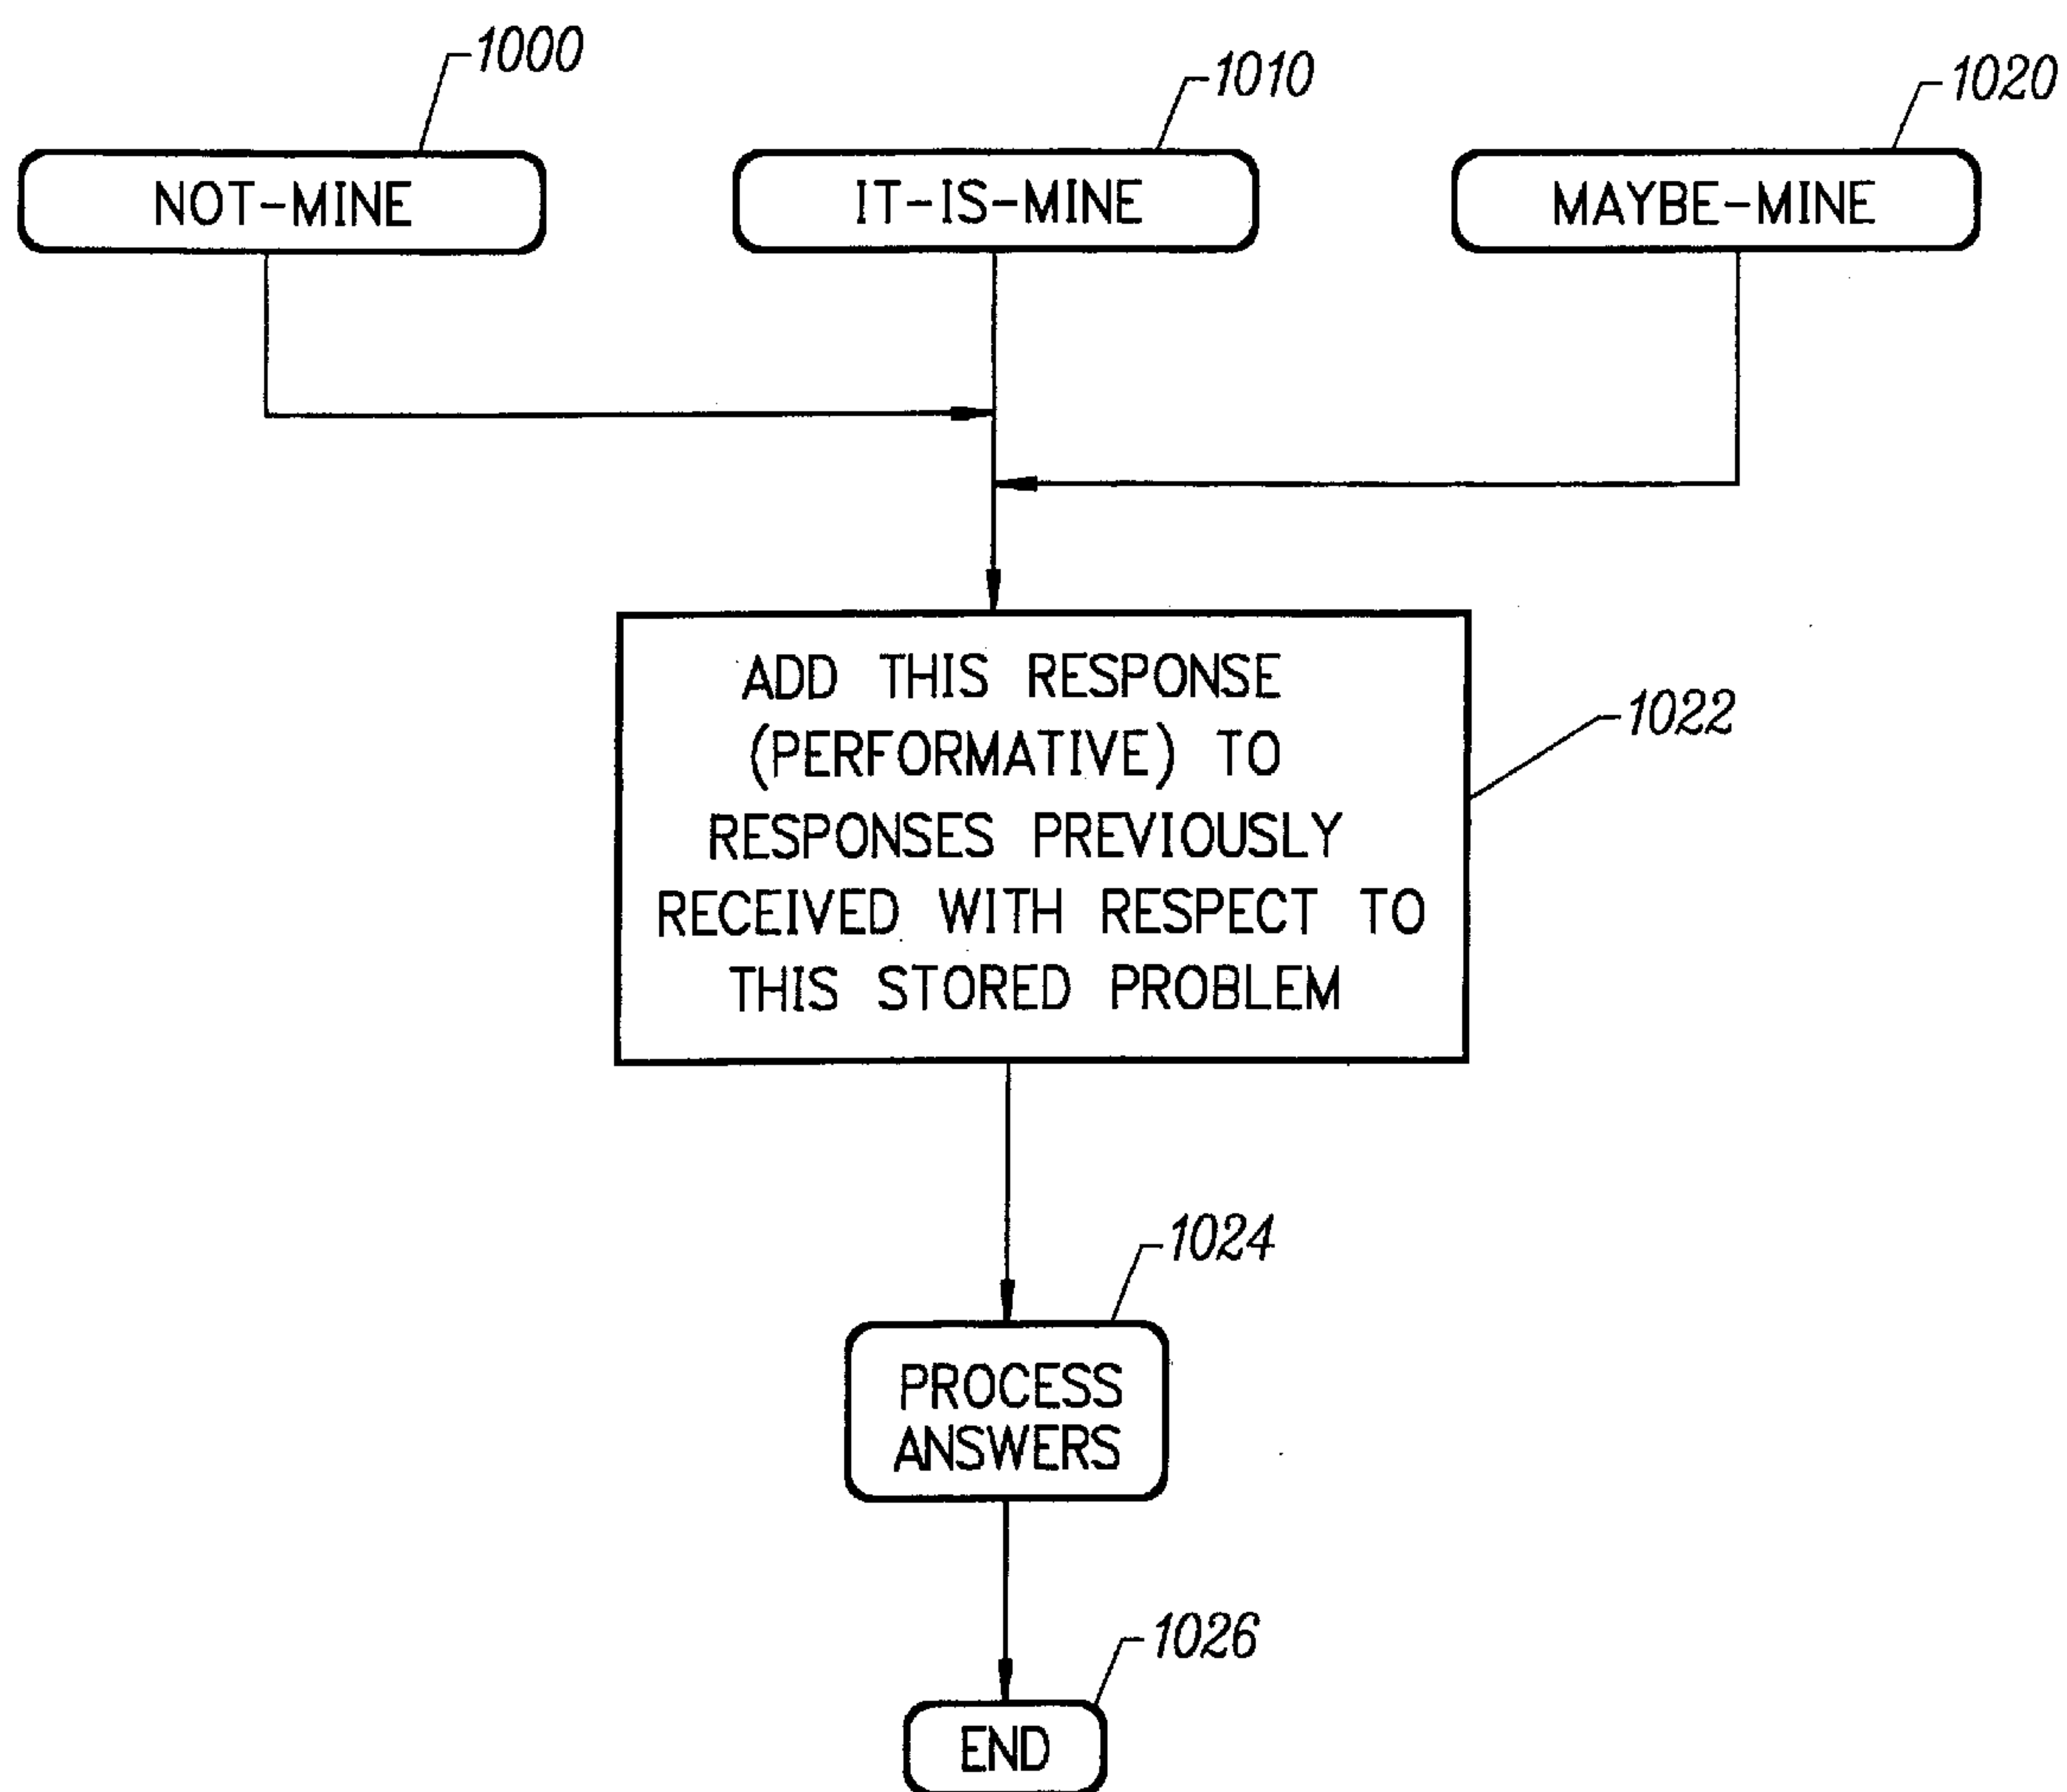 1000
1010
1020
NOT-MINE
IT-IS-MINE
MAYBE-MINE
ADD THIS RESPONSE
(PERFORMATIVE) TO
RESPONSES PREVIOUSLY
RECEIVED WITH RESPECT TO
THIS STORED PROBLEM
1022
1024
PROCESS
ANSWERS
1026
END